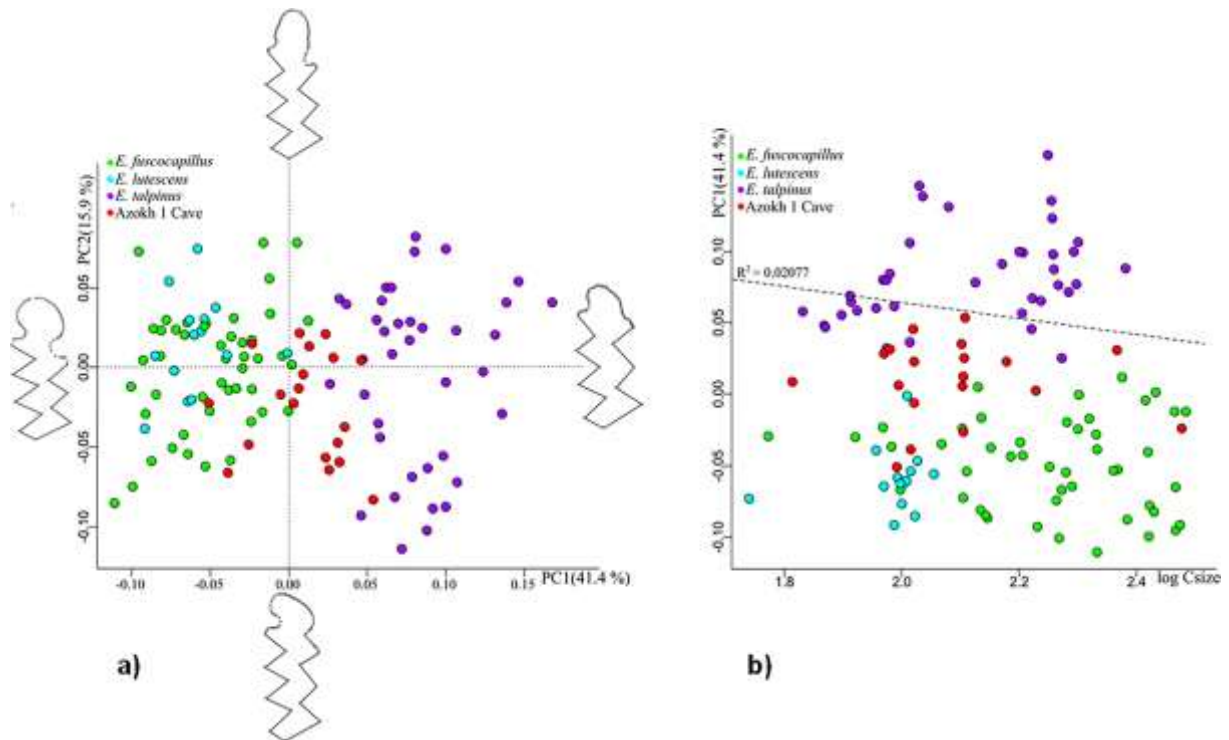 E. fuscocapillus
E. lutescens
E. talpinus
Azokh 1 Cave
PC2(15.9 %)
0.05
0.00
-0.05
-0.10
-0.10
-0.05
0.00
0.05
0.10
0.15
PC1(41.4 %)
a)
E. fuscocapillus
E. lutescens
E. talpinus
Azokh 1 Cave
PC1(41.4 %)
0.10
0.05
0.00
-0.05
-0.10
R² = 0.02077
1.8
2.0
2.2
2.4
log Csize
b)